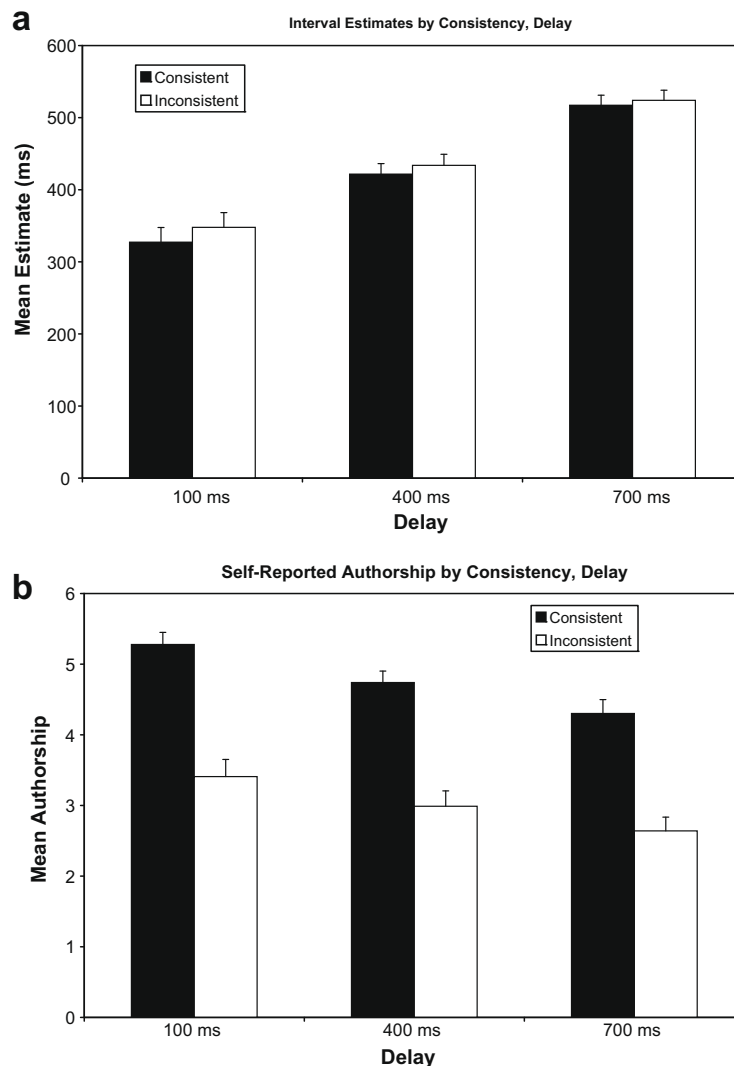 a
Interval Estimates by Consistency, Delay
600
500
400
300
200
100
0
Mean Estimate (ms)
Consistent
Inconsistent
100 ms
400 ms
700 ms
Delay
b
Self-Reported Authorship by Consistency, Delay
6
5
4
3
2
1
0
Mean Authorship
Consistent
Inconsistent
100 ms
400 ms
700 ms
Delay